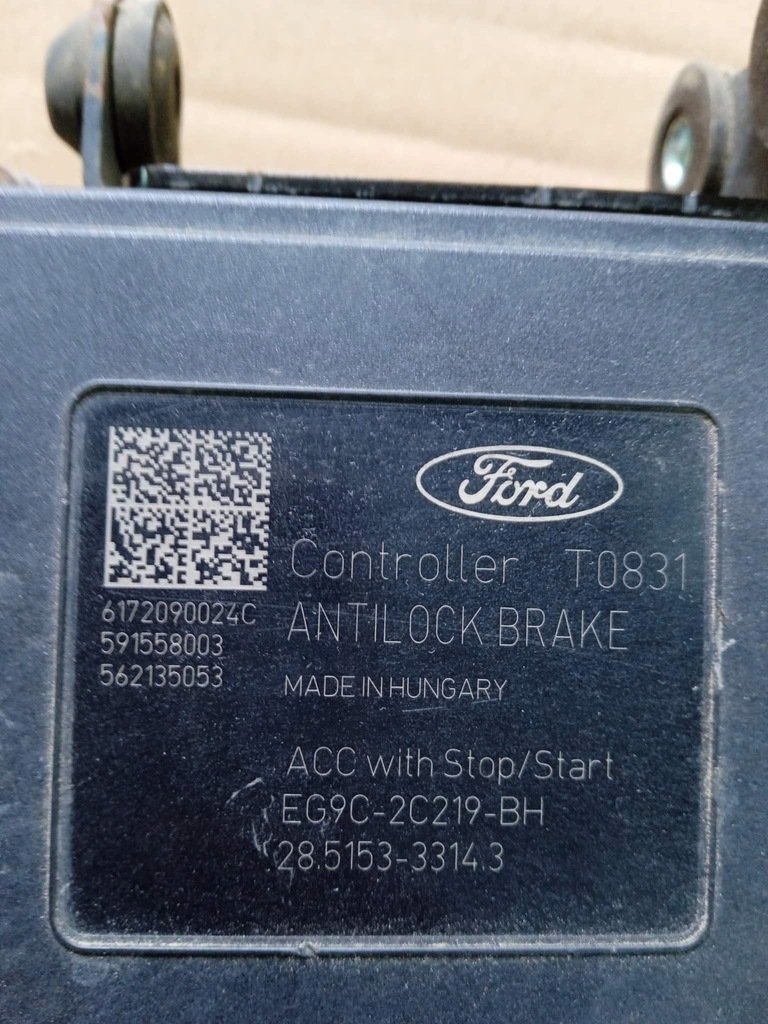 Ford
Controller T0831
6172090024C
ANTILOCK BRAKE
591558003
562135053
MADE IN HUNGARY
ACC with Stop/Start
EG9C-2C219-BH
28.5153-3314.3